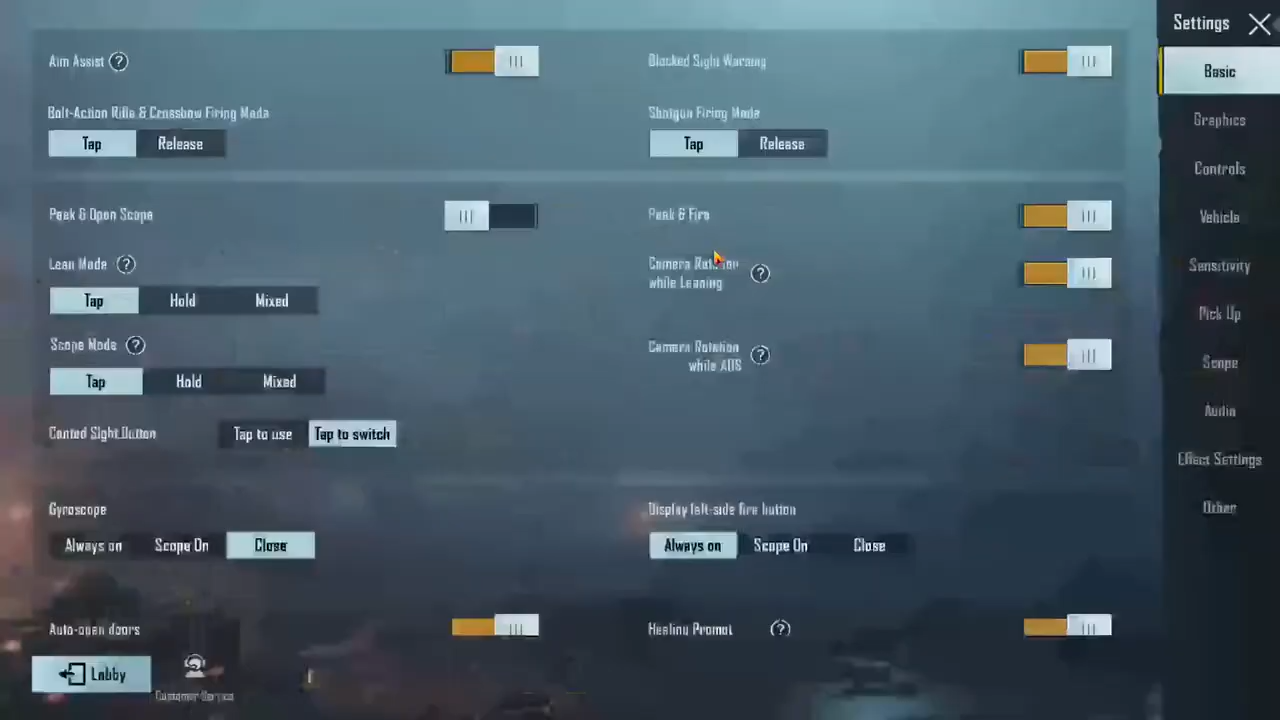 Settings
Aim Assist ?
Blocked Sight Warning
Basic
Bolt-Action Rifle & Crossbow Firing Mode
Shotgun Firing Mode
Graphics
Tap Release
Tap Release
Controls
Peek & Open Scope
Peek & Fire
Vehicle
Lean Mode ?
Camera Rotation
while Leaning ?
Sensitivity
Tap Hold Mixed
Pick Up
Scope Mode ?
Camera Rotation
while ADS ?
Scope
Tap Hold Mixed
Audio
Canted Sight Button Tap to use Tap to switch
Effect Settings
Gyroscope
Display left-side fire button
Other
Always on Scope On Close
Always on Scope On Close
Auto-open doors
Healing Prompt ?
Lobby
Customer Service